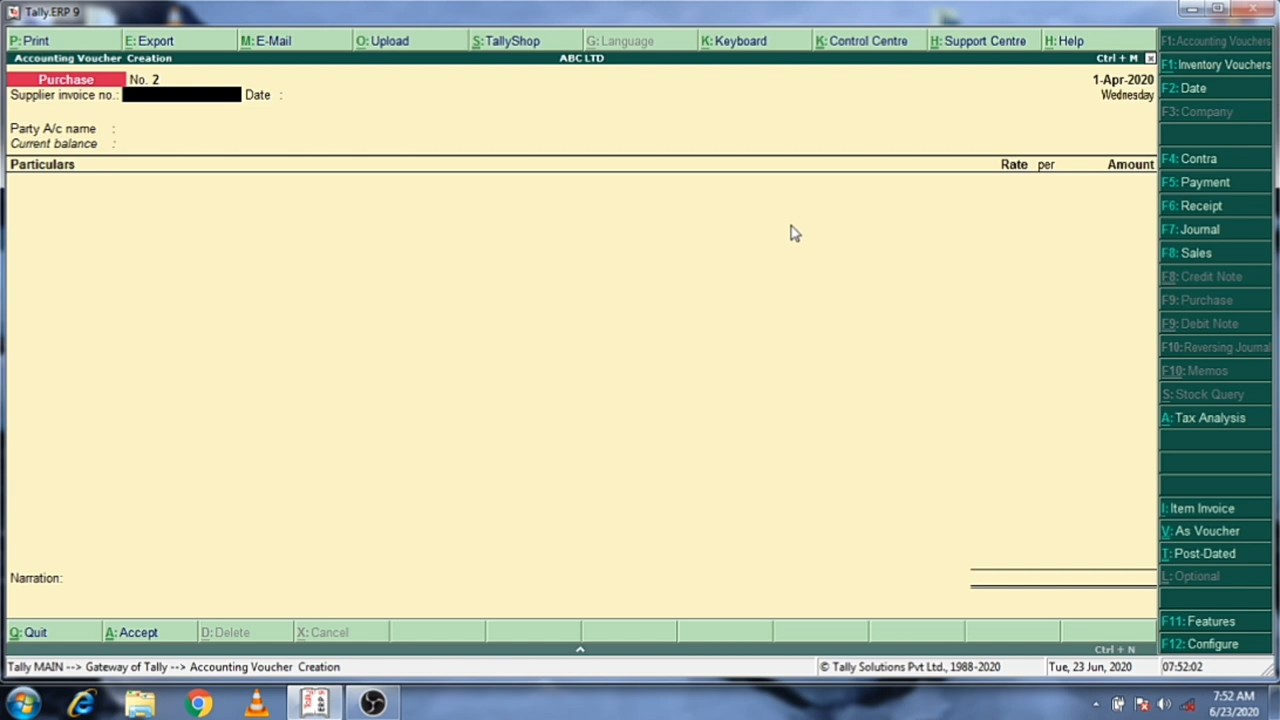 Tally.ERP 9
P: Print E: Export M: E-Mail O: Upload S: TallyShop G: Language K: Keyboard K: Control Centre H: Support Centre H: Help
Accounting Voucher Creation ABC LTD Ctrl + M
Purchase No. 2 1-Apr-2020
Supplier invoice no.: Date : Wednesday
Party A/c name :
Current balance :
Particulars Rate per Amount
Narration:
F1: Accounting Vouchers
F1: Inventory Vouchers
F2: Date
F3: Company
F4: Contra
F5: Payment
F6: Receipt
F7: Journal
F8: Sales
F8: Credit Note
F9: Purchase
F9: Debit Note
F10: Reversing Journal
F10: Memos
S: Stock Query
A: Tax Analysis
I: Item Invoice
V: As Voucher
T: Post-Dated
L: Optional
F11: Features
F12: Configure
Q: Quit A: Accept D: Delete X: Cancel
Ctrl + N
Tally MAIN --> Gateway of Tally --> Accounting Voucher Creation © Tally Solutions Pvt Ltd., 1988-2020 Tue, 23 Jun, 2020 07:52:02
7:52 AM
6/23/2020